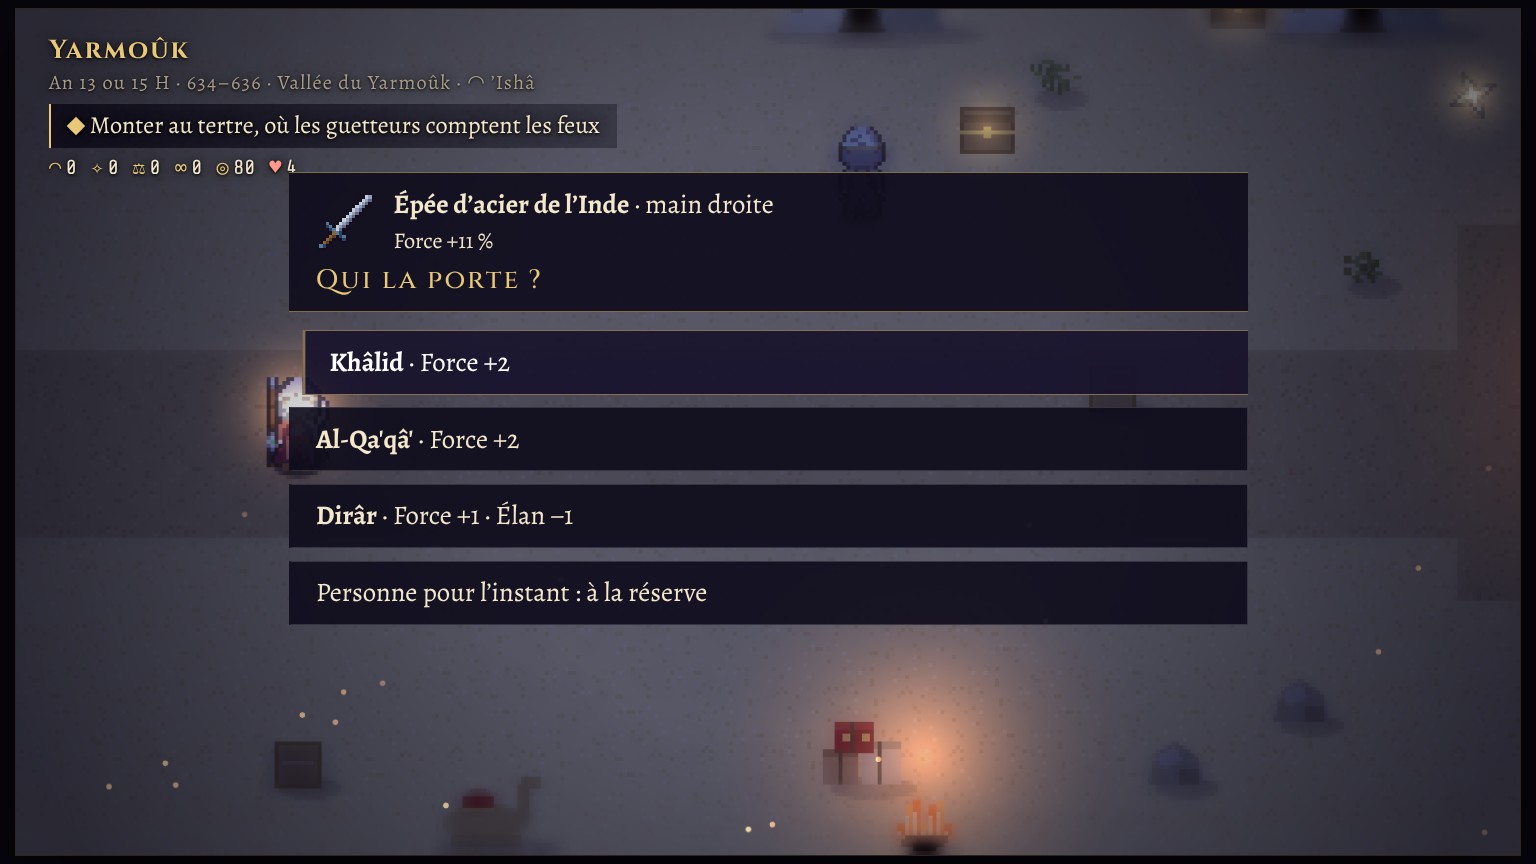 Yarmoûk
An 13 ou 15 H · 634–636 · Vallée du Yarmoûk · ◠ ʼIshâ
◆ Monter au tertre, où les guetteurs comptent les feux
◠0 ✧0 ⚖0 ∞0 ◎80 ♥4
Épée d’acier de l’Inde · main droite
Force +11 %
Qui la porte ?
Khâlid · Force +2
Al-Qa'qâ' · Force +2
Dirâr · Force +1 · Élan −1
Personne pour l’instant : à la réserve